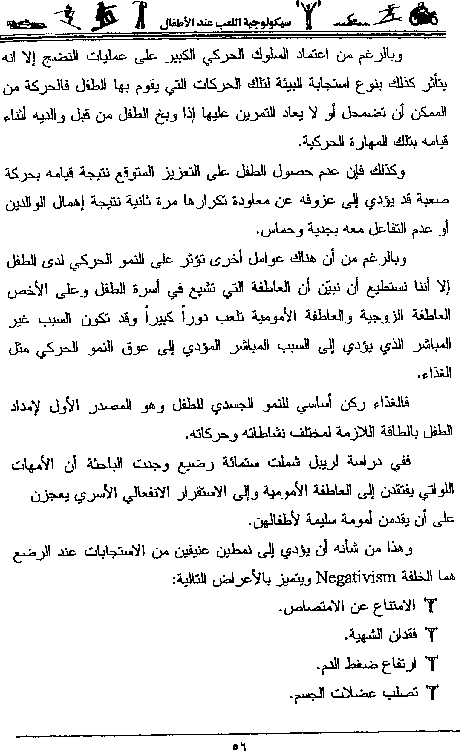 سيكولوجية اللعب عند الأطفال
وبالرغم من اعتماد السلوك الحركي الكبير على عمليات النضج إلا انه
يتأثر كذلك بنوع استجابة البيئة لتلك الحركات التي يقوم بها الطفل فالحركة من
الممكن أن تضمحل أو لا يعاد التمرين عليها إذا وبخ الطفل من قبل والديه أثناء
قيامه بتلك المهارة الحركية.
وكذلك فإن عدم حصول الطفل على التعزيز المتوقع نتيجة قيامه بحركة
صعبة قد يؤدي إلى عزوفه عن معاودة تكرارها مرة ثانية نتيجة إهمال الوالدين
أو عدم التفاعل معه بجدية وحماس.
وبالرغم من أن هناك عوامل أخرى تؤثر على النمو الحركي لدى الطفل
إلا أننا نستطيع أن نبيّن أن العاطفة التي تشيع في أسرة الطفل وعلى الأخص
العاطفة الزوجية والعاطفة الأمومية تلعب دوراً كبيراً وقد تكون السبب غير
المباشر الذي يؤدي إلى السبب المباشر المؤدي إلى عوق النمو الحركي مثل
الغذاء.
فالغذاء ركن أساسي للنمو الجسدي للطفل وهو المصدر الأول لإمداد
الطفل بالطاقة اللازمة لمختلف نشاطاته وحركاته.
ففي دراسة لريبل شملت ستمائة رضيع وجدت الباحثة أن الأمهات
اللواتي يفتقدن إلى العاطفة الأمومية وإلى الاستقرار الانفعالي الأسري يعجزن
على أن يقدمن أمومة سليمة لأطفالهن.
وهذا من شأنه أن يؤدي إلى نمطين عنيفين من الاستجابات عند الرضع
هما الخلفة Negativism ويتميز بالأعراض التالية:
الامتناع عن الامتصاص.
فقدان الشهية.
ارتفاع ضغط الدم.
تصلب عضلات الجسم.
٥٦